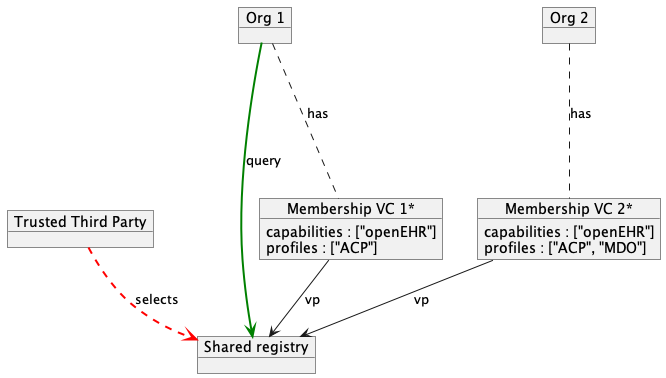 Org 1
Org 2
has
has
query
Membership VC 1*
capabilities : ["openEHR"]
profiles : ["ACP"]
Membership VC 2*
capabilities : ["openEHR"]
profiles : ["ACP", "MDO"]
Trusted Third Party
selects
vp
vp
Shared registry